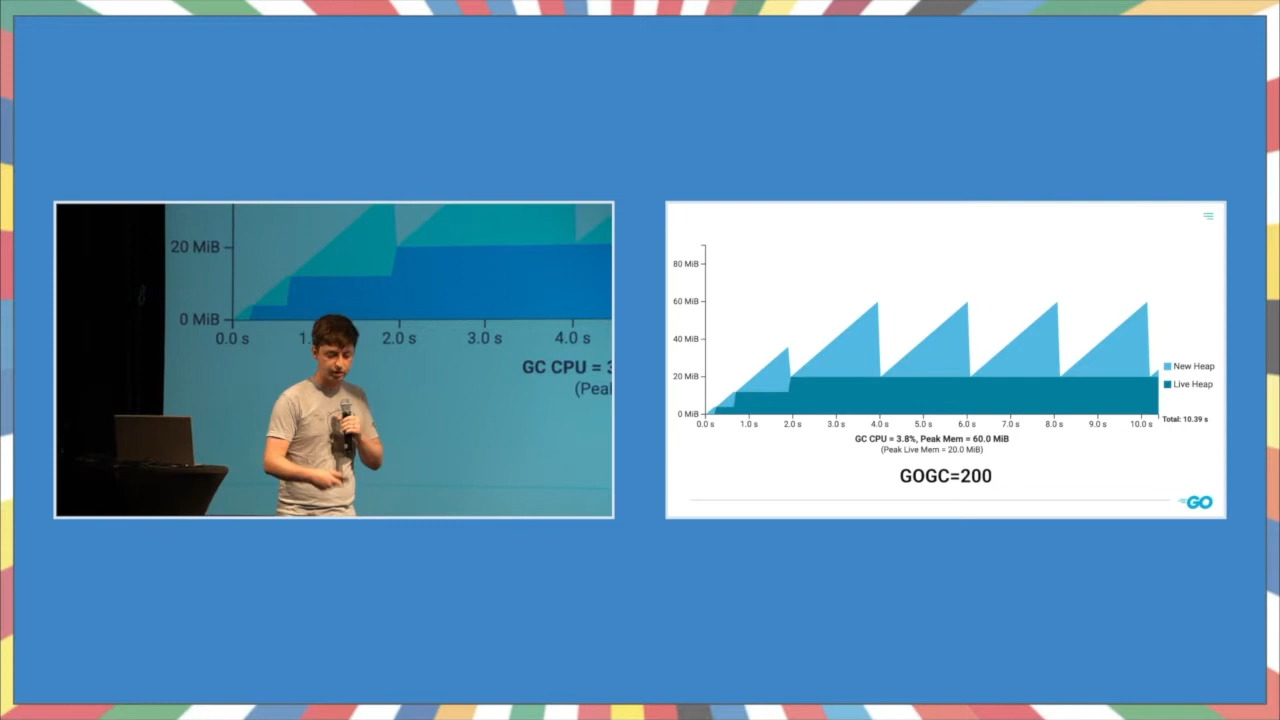 20 MiB
0 MiB
0.0 s
2.0 s
3.0 s
4.0 s
GC CPU =
80 MiB
60 MiB
40 MiB
20 MiB
0 MiB
0.0 s 1.0 s 2.0 s 3.0 s 4.0 s 5.0 s 6.0 s 7.0 s 8.0 s 9.0 s 10.0 s
New Heap
Live Heap
Total: 10.39 s
GC CPU = 3.8%, Peak Mem = 60.0 MiB
(Peak Live Mem = 20.0 MiB)
GOGC=200
GO